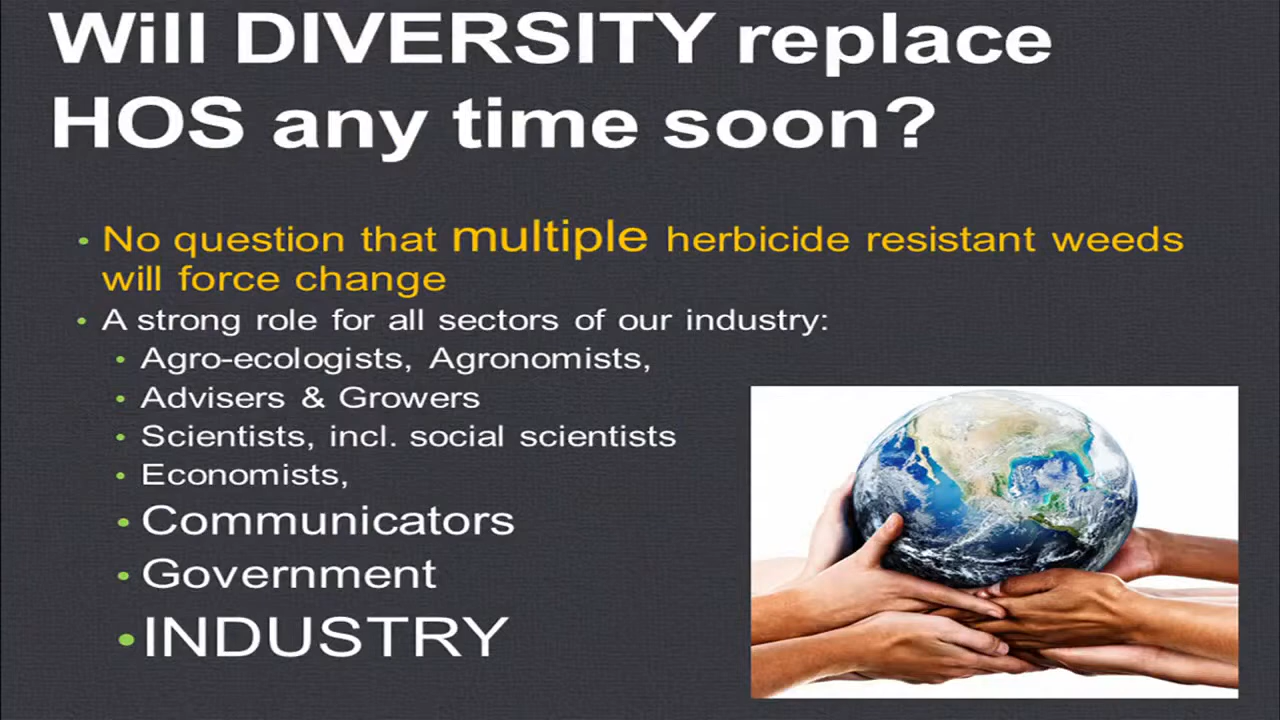 Will DIVERSITY replace
HOS any time soon?
• No question that multiple herbicide resistant weeds
will force change
• A strong role for all sectors of our industry:
• Agro-ecologists, Agronomists,
• Advisers & Growers
• Scientists, incl. social scientists
• Economists,
• Communicators
• Government
• INDUSTRY